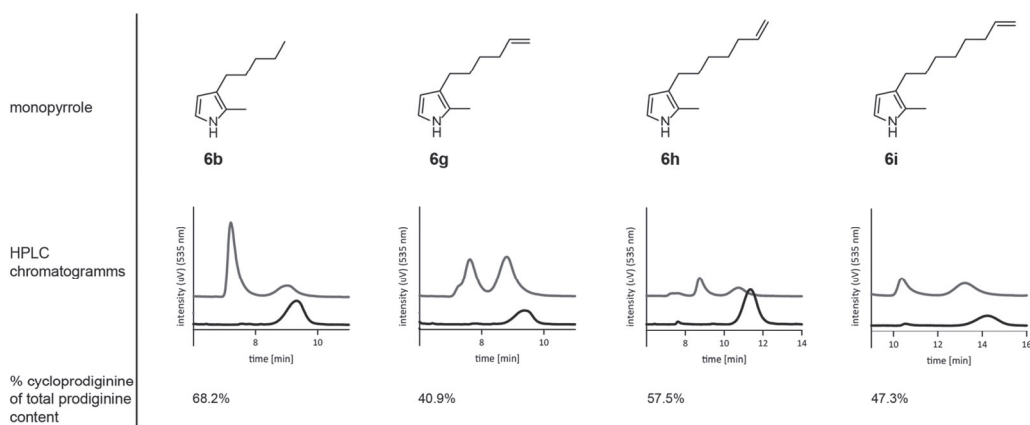 monopyrrole
N
H
6b
N
H
6g
N
H
6h
N
H
6i
HPLC
chromatogramms
intensity (uV) (535 nm)
8 10
time [min]
intensity (uV) (535 nm)
8 10
time [min]
intensity (uV) (535 nm)
6 8 10 12 14
time [min]
intensity (uV) (535 nm)
10 12 14 16
time [min]
% cycloprodiginine
of total prodiginine
content
68.2% 40.9% 57.5% 47.3%